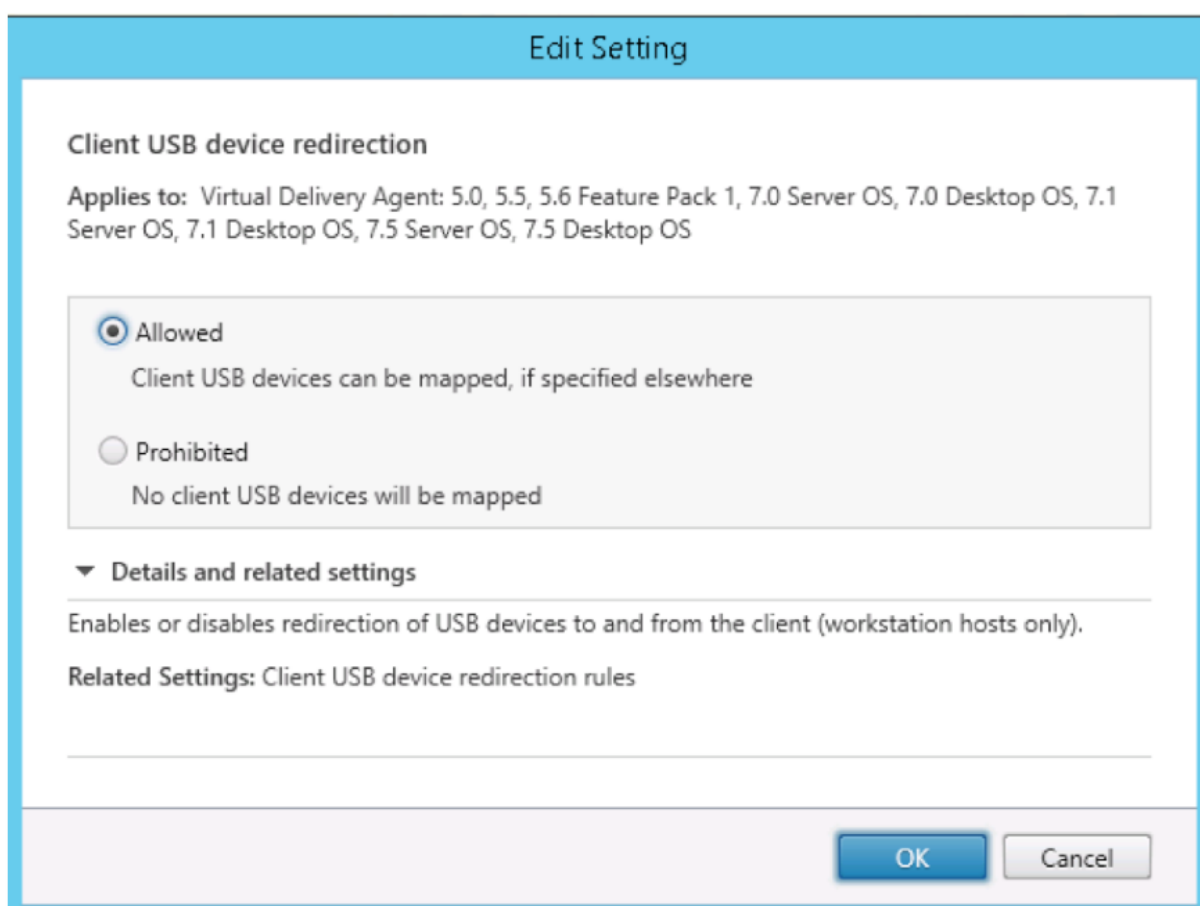 Edit Setting
Client USB device redirection
Applies to: Virtual Delivery Agent: 5.0, 5.5, 5.6 Feature Pack 1, 7.0 Server OS, 7.0 Desktop OS, 7.1
Server OS, 7.1 Desktop OS, 7.5 Server OS, 7.5 Desktop OS
Allowed
Client USB devices can be mapped, if specified elsewhere
Prohibited
No client USB devices will be mapped
Details and related settings
Enables or disables redirection of USB devices to and from the client (workstation hosts only).
Related Settings: Client USB device redirection rules
OK
Cancel